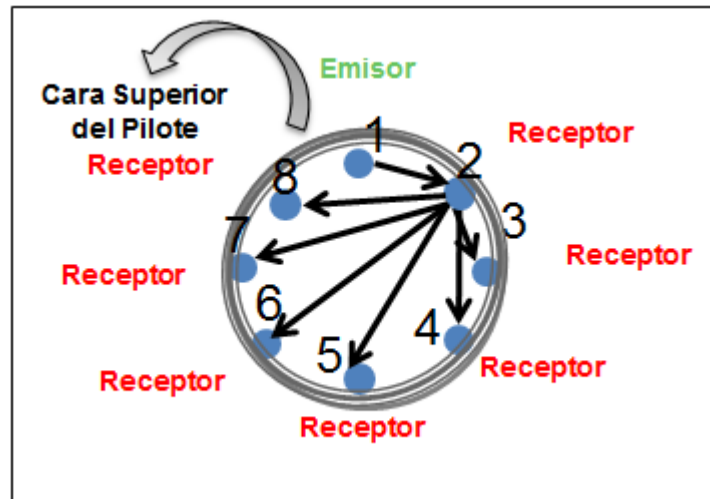 Emisor
Cara Superior
del Pilote
Receptor
Receptor
1
2
8
3
7
Receptor
Receptor
6
4
5
Receptor
Receptor
Receptor